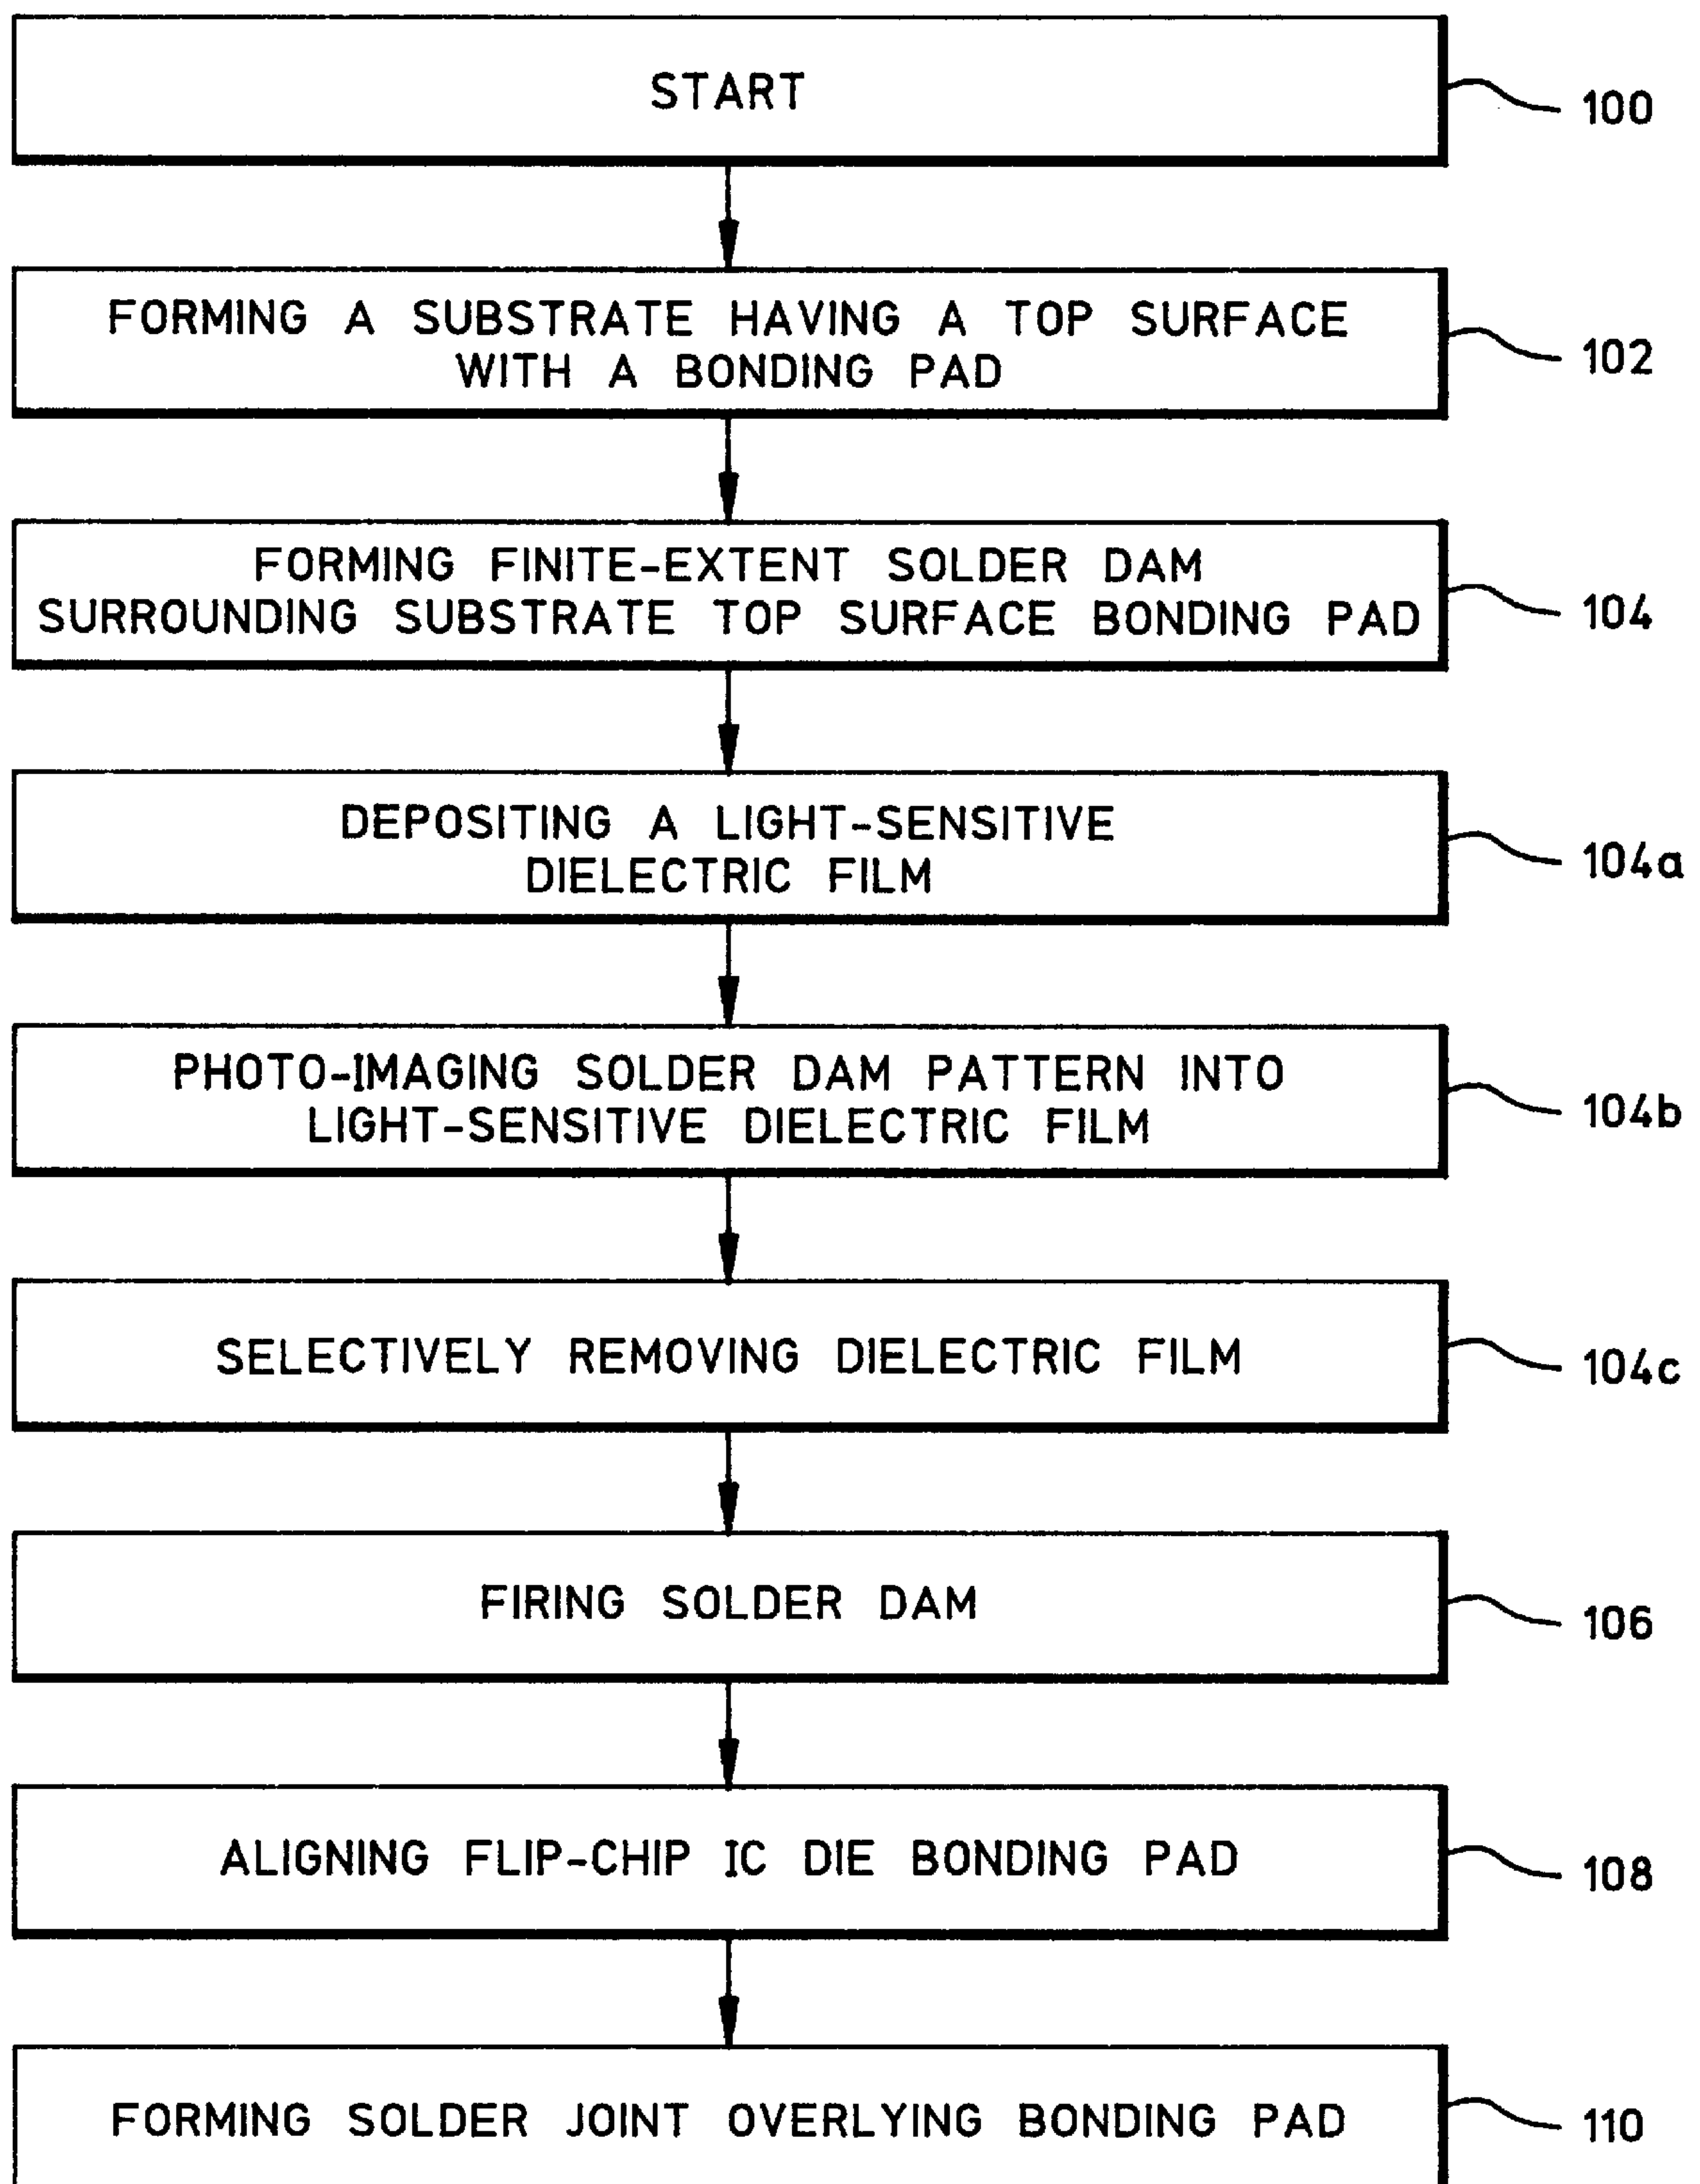 START
100
FORMING A SUBSTRATE HAVING A TOP SURFACE
WITH A BONDING PAD
102
FORMING FINITE-EXTENT SOLDER DAM
SURROUNDING SUBSTRATE TOP SURFACE BONDING PAD
104
DEPOSITING A LIGHT-SENSITIVE
DIELECTRIC FILM
104a
PHOTO-IMAGING SOLDER DAM PATTERN INTO
LIGHT-SENSITIVE DIELECTRIC FILM
104b
SELECTIVELY REMOVING DIELECTRIC FILM
104c
FIRING SOLDER DAM
106
ALIGNING FLIP-CHIP IC DIE BONDING PAD
108
FORMING SOLDER JOINT OVERLYING BONDING PAD
110